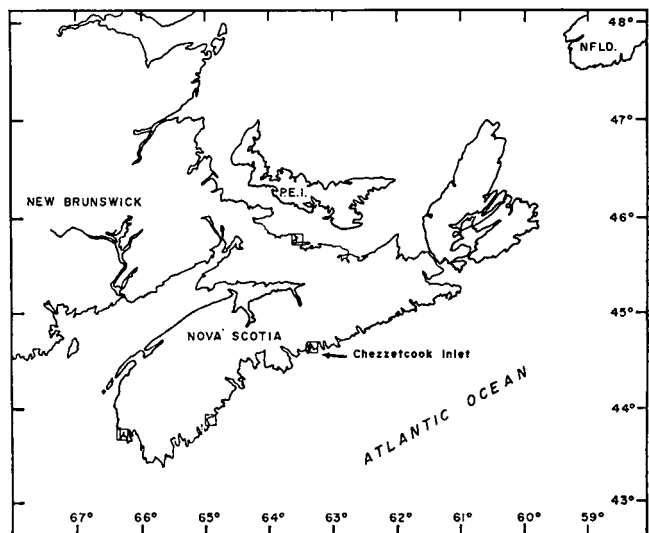 48°
NFLD.
47°
P.E.I.
NEW BRUNSWICK
46°
45°
NOVA SCOTIA
Chezzetcook Inlet
44°
ATLANTIC OCEAN
43°
67° 66° 65° 64° 63° 62° 61° 60° 59°